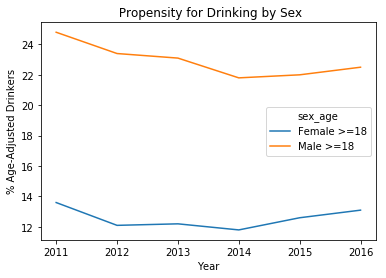 Propensity for Drinking by Sex
% Age-Adjusted Drinkers
24
22
20
18
16
14
12
sex_age
Female >=18
Male >=18
2011 2012 2013 2014 2015 2016
Year